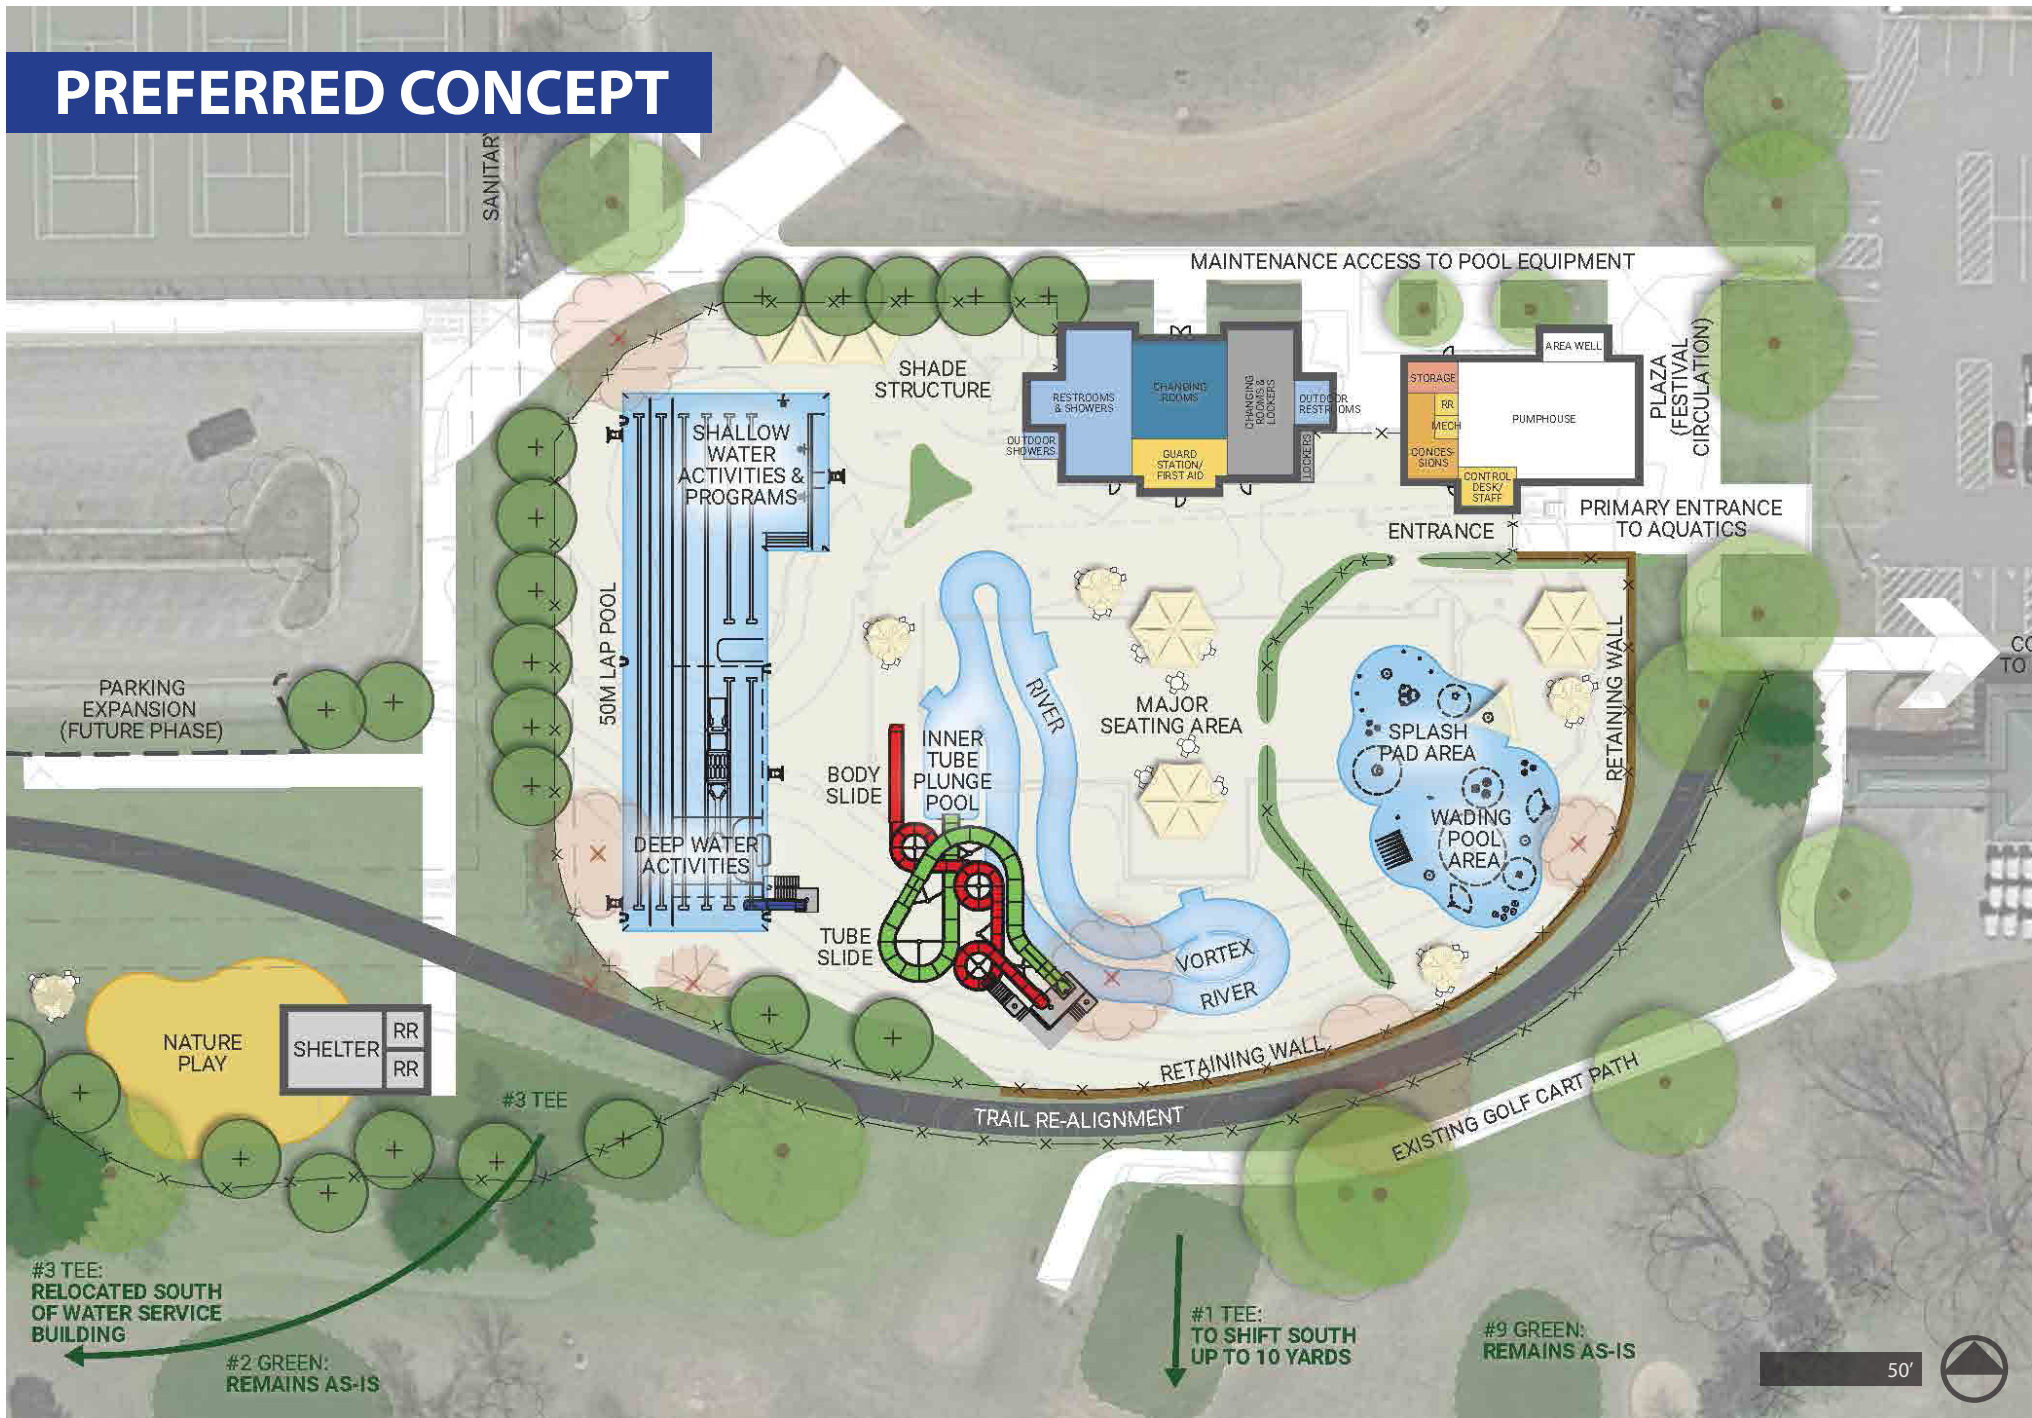 PREFERRED CONCEPT
SANITARY
MAINTENANCE ACCESS TO POOL EQUIPMENT
SHADE
STRUCTURE
RESTROOMS
& SHOWERS
CHANGING
ROOMS
CHANGING
ROOMS &
LOCKERS
OUTDOOR
RESTROOMS
OUTDOOR
SHOWERS
GUARD
STATION/
FIRST AID
LOCKERS
AREA WELL
STORAGE
RR
MECH
CONCES-
SIONS
PUMPHOUSE
CONTROL
DESK/
STAFF
PLAZA
(FESTIVAL
CIRCULATION)
PRIMARY ENTRANCE
TO AQUATICS
ENTRANCE
SHALLOW
WATER
ACTIVITIES &
PROGRAMS
50M LAP POOL
DEEP WATER
ACTIVITIES
PARKING
EXPANSION
(FUTURE PHASE)
BODY
SLIDE
INNER
TUBE
PLUNGE
POOL
RIVER
MAJOR
SEATING AREA
SPLASH
PAD AREA
WADING
POOL
AREA
RETAINING WALL
CO
TO
TUBE
SLIDE
VORTEX
RIVER
NATURE
PLAY
SHELTER
RR
RR
RETAINING WALL
TRAIL RE-ALIGNMENT
EXISTING GOLF CART PATH
#3 TEE
#3 TEE:
RELOCATED SOUTH
OF WATER SERVICE
BUILDING
#2 GREEN:
REMAINS AS-IS
#1 TEE:
TO SHIFT SOUTH
UP TO 10 YARDS
#9 GREEN:
REMAINS AS-IS
50'